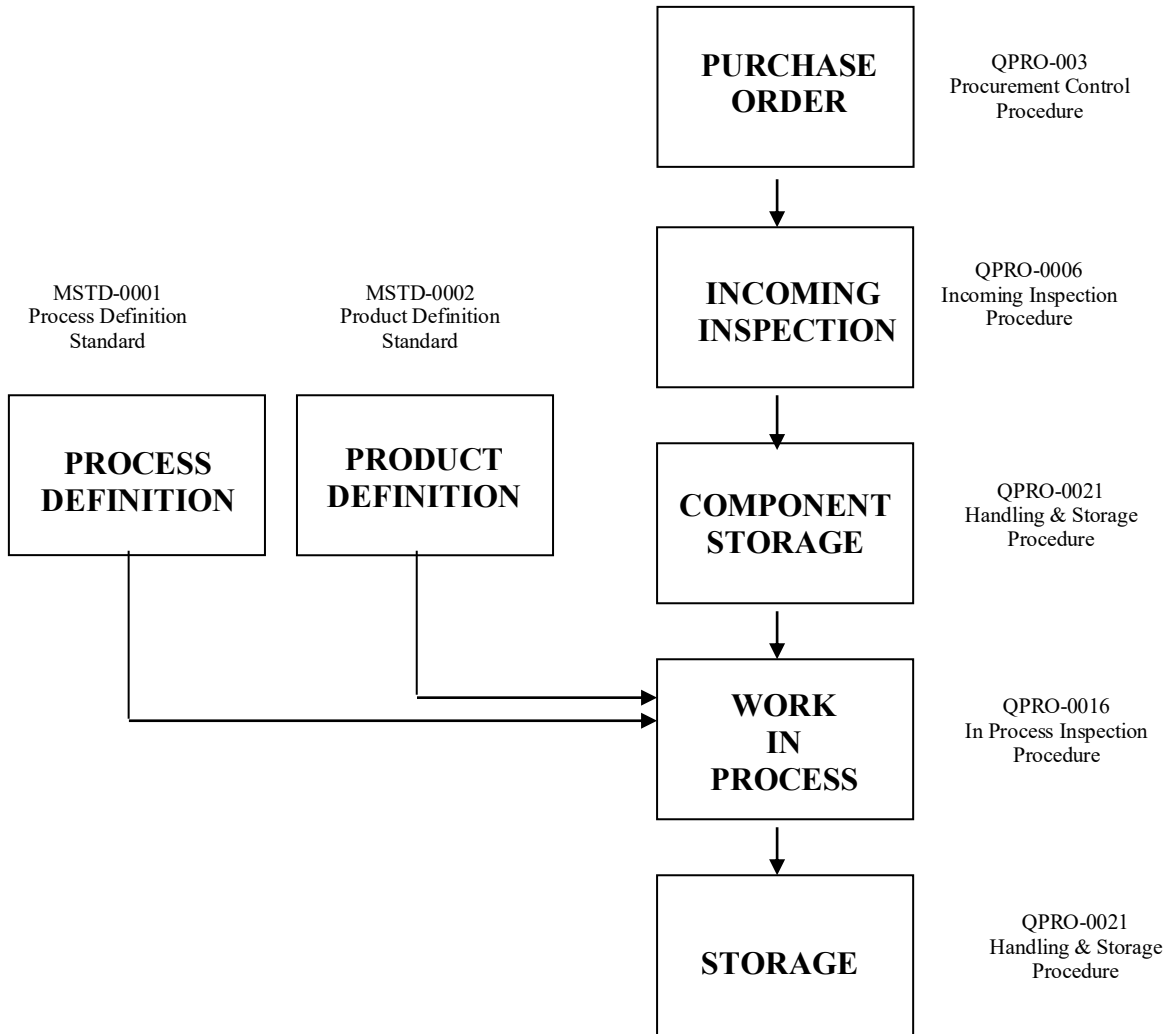 PURCHASE
ORDER
QPRO-003
Procurement Control
Procedure
INCOMING
INSPECTION
QPRO-0006
Incoming Inspection
Procedure
MSTD-0001
Process Definition
Standard
MSTD-0002
Product Definition
Standard
PROCESS
DEFINITION
PRODUCT
DEFINITION
COMPONENT
STORAGE
QPRO-0021
Handling & Storage
Procedure
WORK
IN
PROCESS
QPRO-0016
In Process Inspection
Procedure
STORAGE
QPRO-0021
Handling & Storage
Procedure